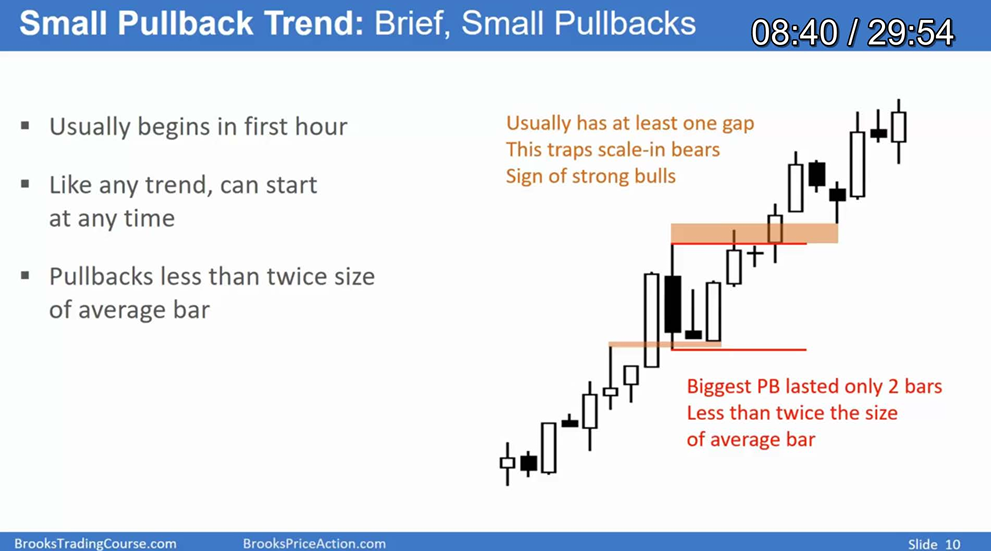 Small Pullback Trend: Brief, Small Pullbacks
08:40 / 29:54
▪ Usually begins in first hour
▪ Like any trend, can start
at any time
▪ Pullbacks less than twice size
of average bar
Usually has at least one gap
This traps scale-in bears
Sign of strong bulls
Biggest PB lasted only 2 bars
Less than twice the size
of average bar
BrooksTradingCourse.com
BrooksPriceAction.com
Slide 10